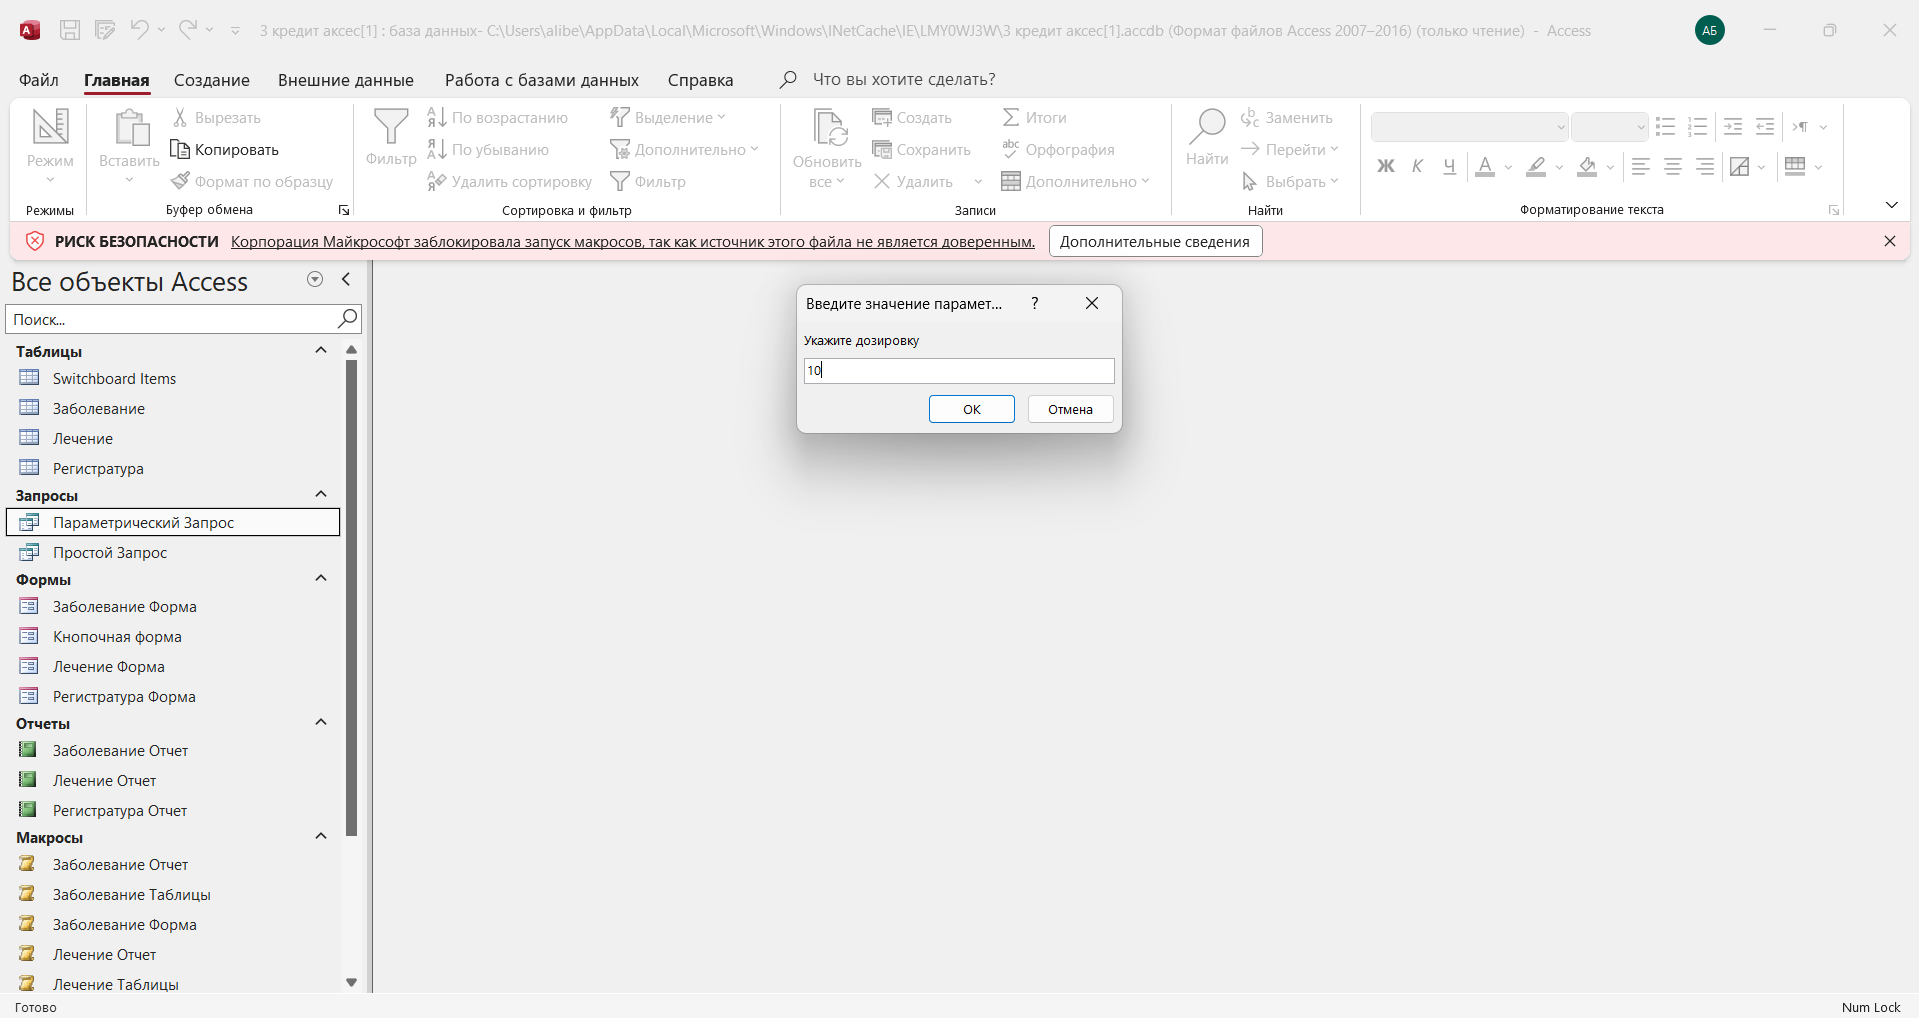 3 кредит аксес[1] : база данных- C:\Users\alibe\AppData\Local\Microsoft\Windows\INetCache\IE\LMY0WJ3W\3 кредит аксес[1].accdb (Формат файлов Access 2007–2016) (только чтение) - Access
АБ
Файл Главная Создание Внешние данные Работа с базами данных Справка Что вы хотите сделать?
Режим
Режимы
Вставить
Вырезать
Копировать
Формат по образцу
Буфер обмена
Фильтр
По возрастанию
По убыванию
Удалить сортировку
Выделение
Дополнительно
Фильтр
Сортировка и фильтр
Обновить
все
Создать
Сохранить
Удалить
Итоги
Орфография
Дополнительно
Записи
Найти
Заменить
Перейти
Выбрать
Найти
Ж К Ч
Форматирование текста
РИСК БЕЗОПАСНОСТИ Корпорация Майкрософт заблокировала запуск макросов, так как источник этого файла не является доверенным. Дополнительные сведения
Все объекты Access
Поиск...
Таблицы
Switchboard Items
Заболевание
Лечение
Регистратура
Запросы
Параметрический Запрос
Простой Запрос
Формы
Заболевание Форма
Кнопочная форма
Лечение Форма
Регистратура Форма
Отчеты
Заболевание Отчет
Лечение Отчет
Регистратура Отчет
Макросы
Заболевание Отчет
Заболевание Таблицы
Заболевание Форма
Лечение Отчет
Лечение Таблицы
Введите значение парамет... ?
Укажите дозировку
10
ОК Отмена
Готово
Num Lock